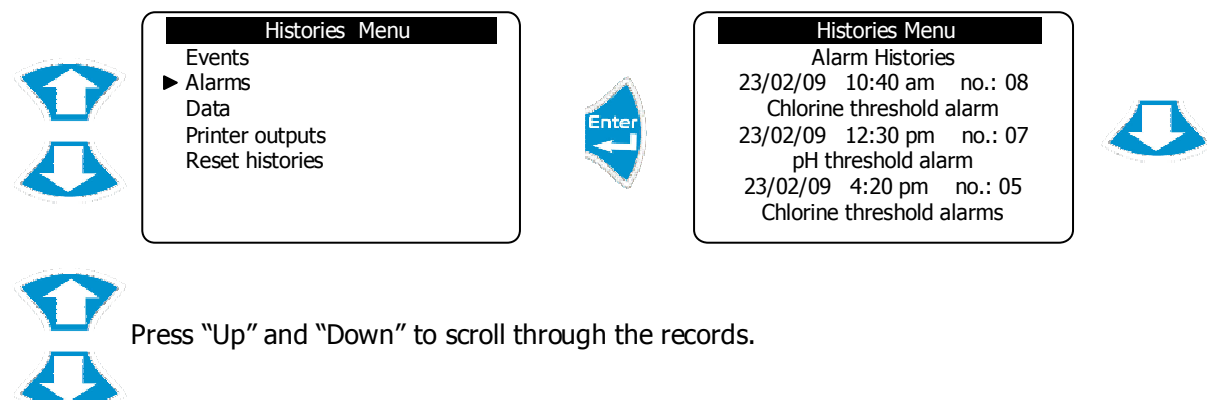 Histories Menu
Events
Alarms
Data
Printer outputs
Reset histories
Enter
Histories Menu
Alarm Histories
23/02/09 10:40 am no.: 08
Chlorine threshold alarm
23/02/09 12:30 pm no.: 07
pH threshold alarm
23/02/09 4:20 pm no.: 05
Chlorine threshold alarms
Press “Up” and “Down” to scroll through the records.